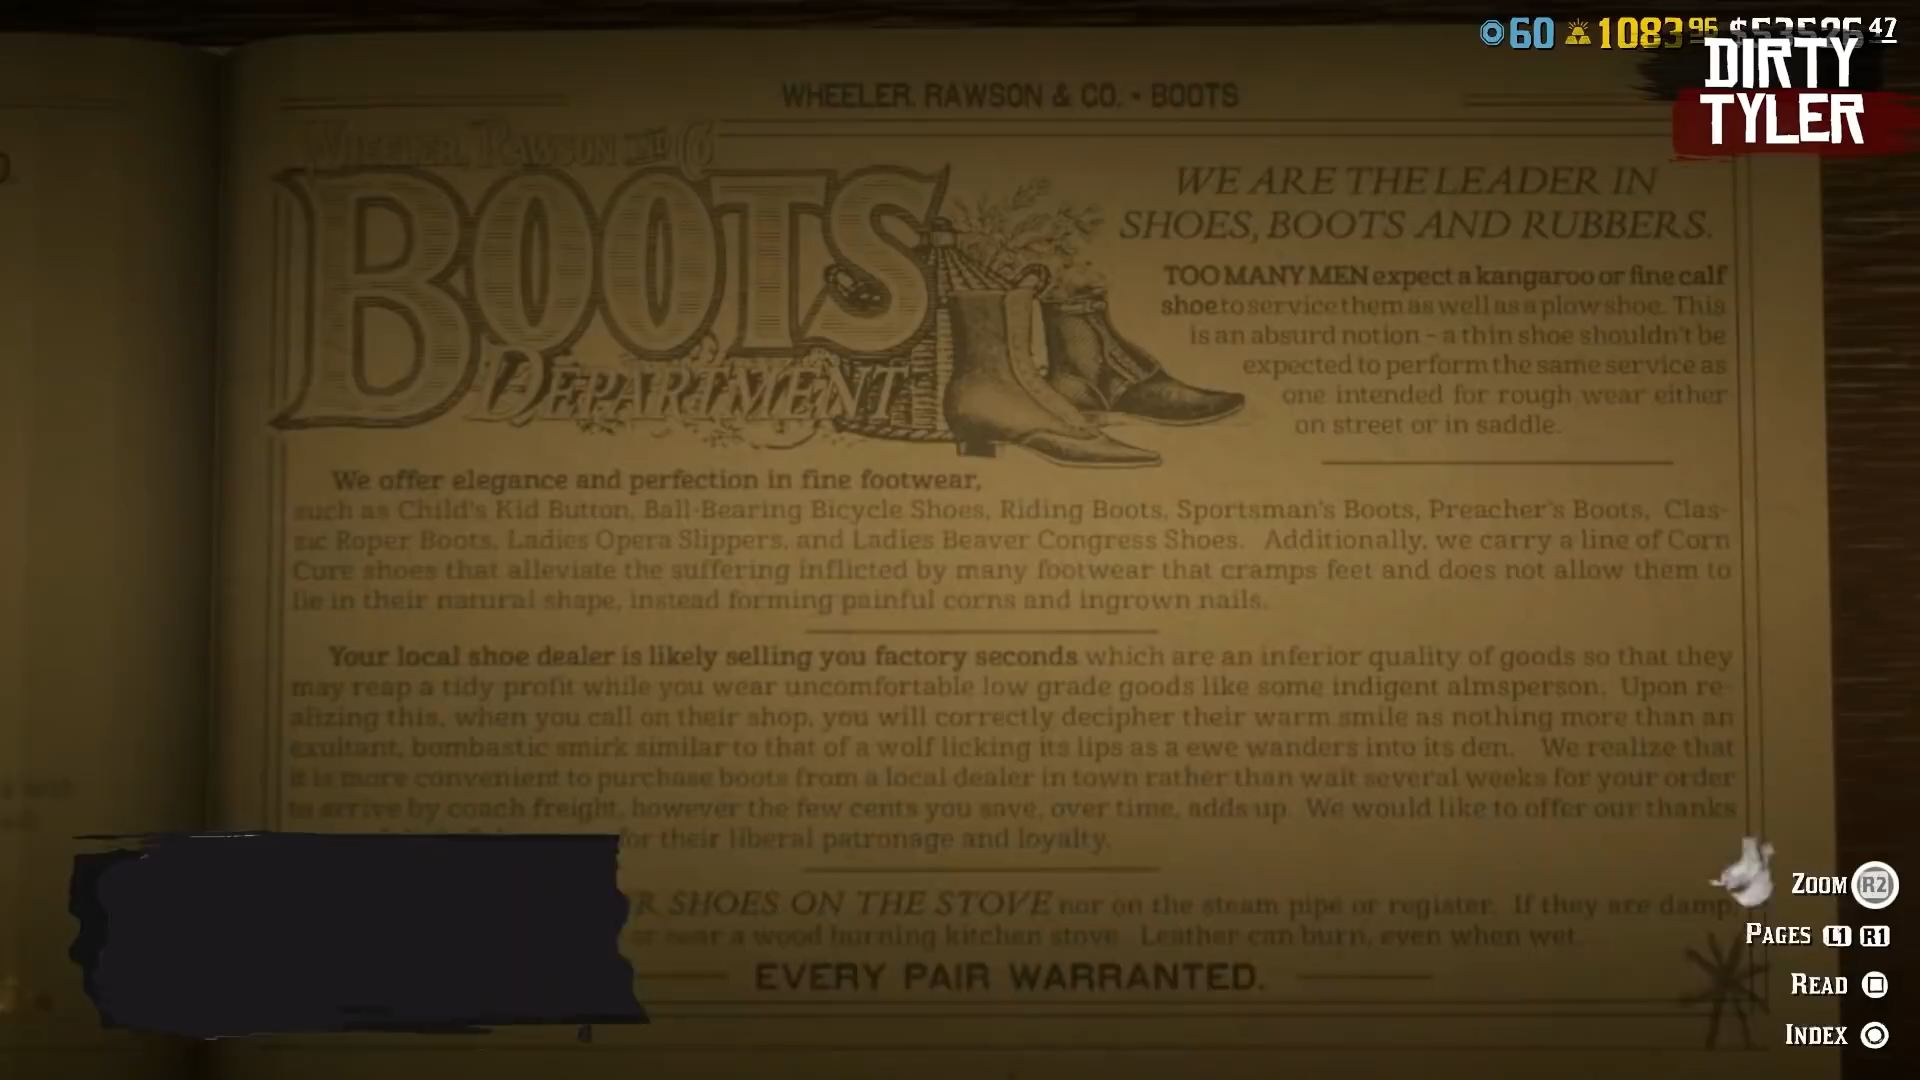 60 1083 96 $53526 47
DIRTY
TYLER
WHEELER, RAWSON & CO. • BOOTS
WHEELER, RAWSON AND CO
BOOTS
DEPARTMENT
WE ARE THE LEADER IN
SHOES, BOOTS AND RUBBERS.
TOO MANY MEN expect a kangaroo or fine calf
shoe to service them as well as a plow shoe. This
is an absurd notion - a thin shoe shouldn't be
expected to perform the same service as
one intended for rough wear either
on street or in saddle.
We offer elegance and perfection in fine footwear,
such as Child's Kid Button, Ball-Bearing Bicycle Shoes, Riding Boots, Sportsman's Boots, Preacher's Boots, Clas-
sic Roper Boots, Ladies Opera Slippers, and Ladies Beaver Congress Shoes. Additionally, we carry a line of Corn
Cure shoes that alleviate the suffering inflicted by many footwear that cramps feet and does not allow them to
lie in their natural shape, instead forming painful corns and ingrown nails.
Your local shoe dealer is likely selling you factory seconds which are an inferior quality of goods so that they
may reap a tidy profit while you wear uncomfortable low grade goods like some indigent almsperson. Upon re-
alizing this, when you call on their shop, you will correctly decipher their warm smile as nothing more than an
exultant, bombastic smirk similar to that of a wolf licking its lips as a ewe wanders into its den. We realize that
it is more convenient to purchase boots from a local dealer in town rather than wait several weeks for your order
to arrive by coach freight, however the few cents you save, over time, adds up. We would like to offer our thanks
for their liberal patronage and loyalty.
R SHOES ON THE STOVE nor on the steam pipe or register. If they are damp,
or near a wood burning kitchen stove. Leather can burn, even when wet.
EVERY PAIR WARRANTED.
ZOOM R2
PAGES L1 R1
READ
INDEX